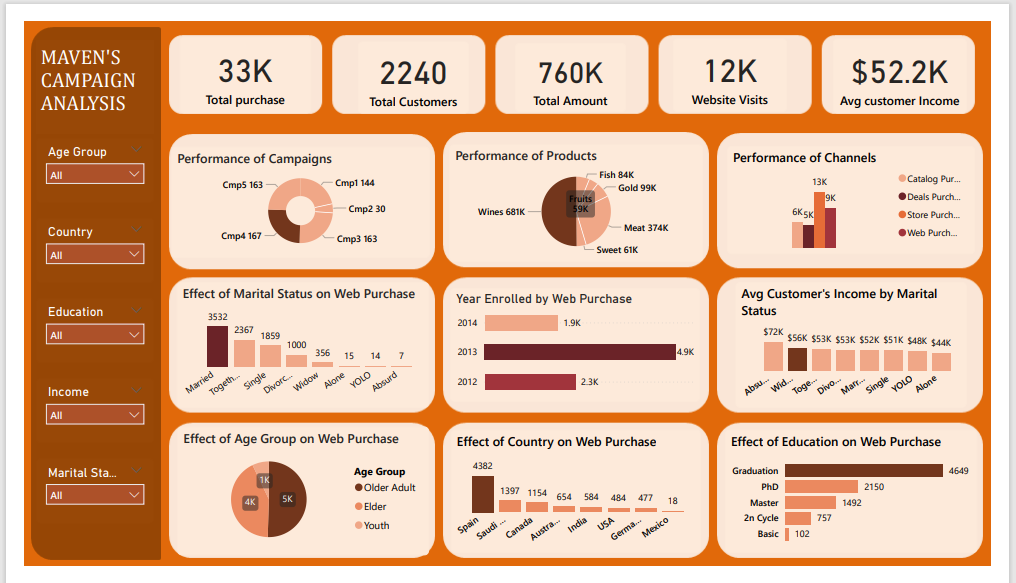 MAVEN'S
CAMPAIGN
ANALYSIS
Age Group
All
Country
All
Education
All
Income
All
Marital Sta...
All
33K
Total purchase
2240
Total Customers
760K
Total Amount
12K
Website Visits
$52.2K
Avg customer Income
Performance of Campaigns
Cmp5 163
Cmp1 144
Cmp2 30
Cmp4 167
Cmp3 163
Performance of Products
Fish 84K
Gold 99K
Fruits
59K
Wines 681K
Meat 374K
Sweet 61K
Performance of Channels
13K
9K
6K
5K
Catalog Pur...
Deals Purch...
Store Purch...
Web Purch...
Effect of Marital Status on Web Purchase
3532
2367
1859
1000
356
15
14
7
Married
Togeth...
Single
Divorc...
Widow
Alone
YOLO
Absurd
Year Enrolled by Web Purchase
2014
1.9K
2013
4.9K
2012
2.3K
Avg Customer's Income by Marital
Status
$72K
$56K
$53K
$53K
$52K
$51K
$48K
$44K
Absu...
Wid...
Toge...
Divo...
Marr...
Single
YOLO
Alone
Effect of Age Group on Web Purchase
1K
4K
5K
Age Group
Older Adult
Elder
Youth
Effect of Country on Web Purchase
4382
1397
1154
654
584
484
477
18
Spain
Saudi ...
Canada
Austra...
India
USA
Germa...
Mexico
Effect of Education on Web Purchase
Graduation
4649
PhD
2150
Master
1492
2n Cycle
757
Basic
102